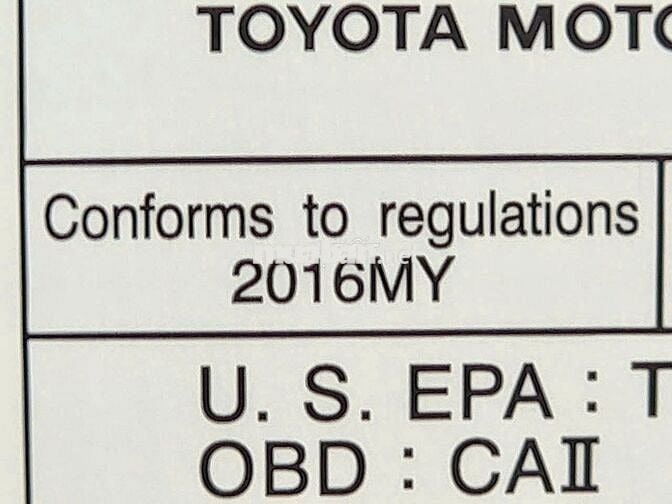 TOYOTA MOTO
Conforms to regulations
2016MY
U. S. EPA : T
OBD : CAⅡ